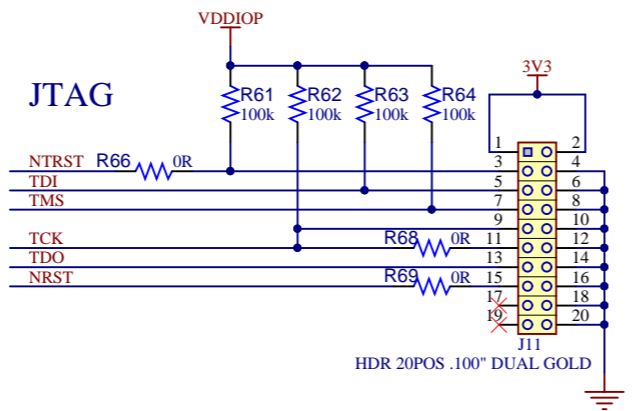 VDDIOP
JTAG
R61
100k
R62
100k
R63
100k
R64
100k
3V3
1
2
NTRST
R66
0R
3
4
TDI
5
6
TMS
7
8
9
10
TCK
R68
0R
11
12
TDO
13
14
NRST
R69
0R
15
16
17
18
19
20
J11
HDR 20POS .100" DUAL GOLD